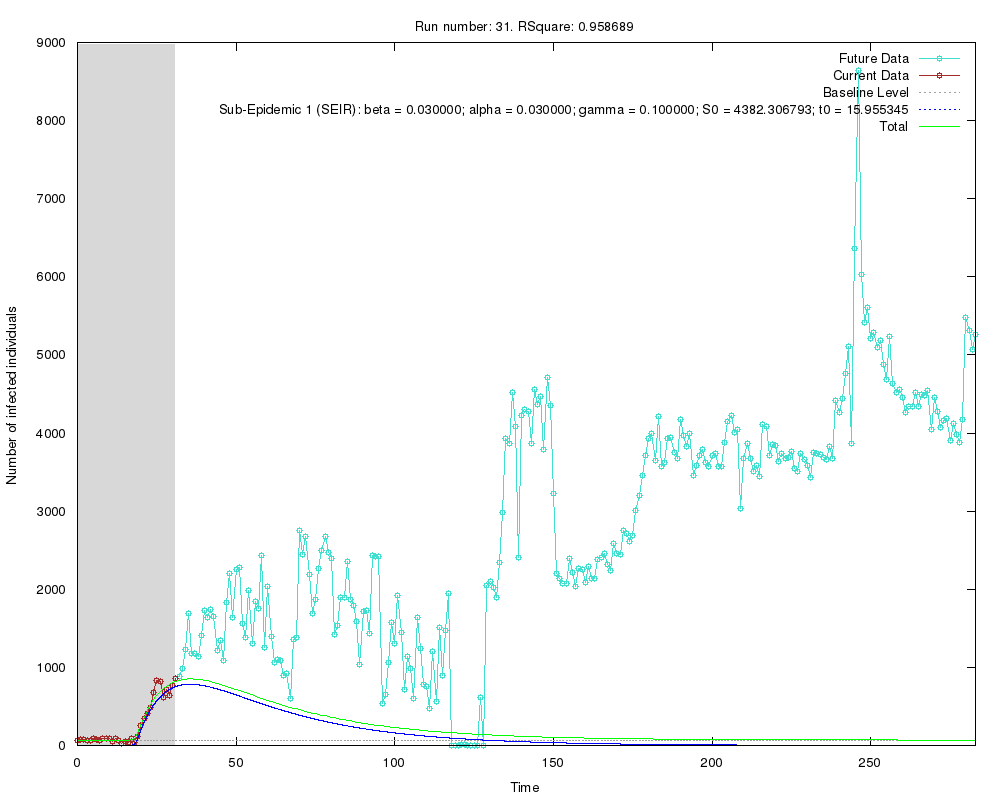 Run number: 31. RSquare: 0.958689
9000
8000
7000
6000
5000
4000
3000
2000
1000
0
Number of infected individuals
Future Data
Current Data
Baseline Level
Sub-Epidemic 1 (SEIR): beta = 0.030000; alpha = 0.030000; gamma = 0.100000; S0 = 4382.306793; t0 = 15.955345
Total
0 50 100 150 200 250
Time